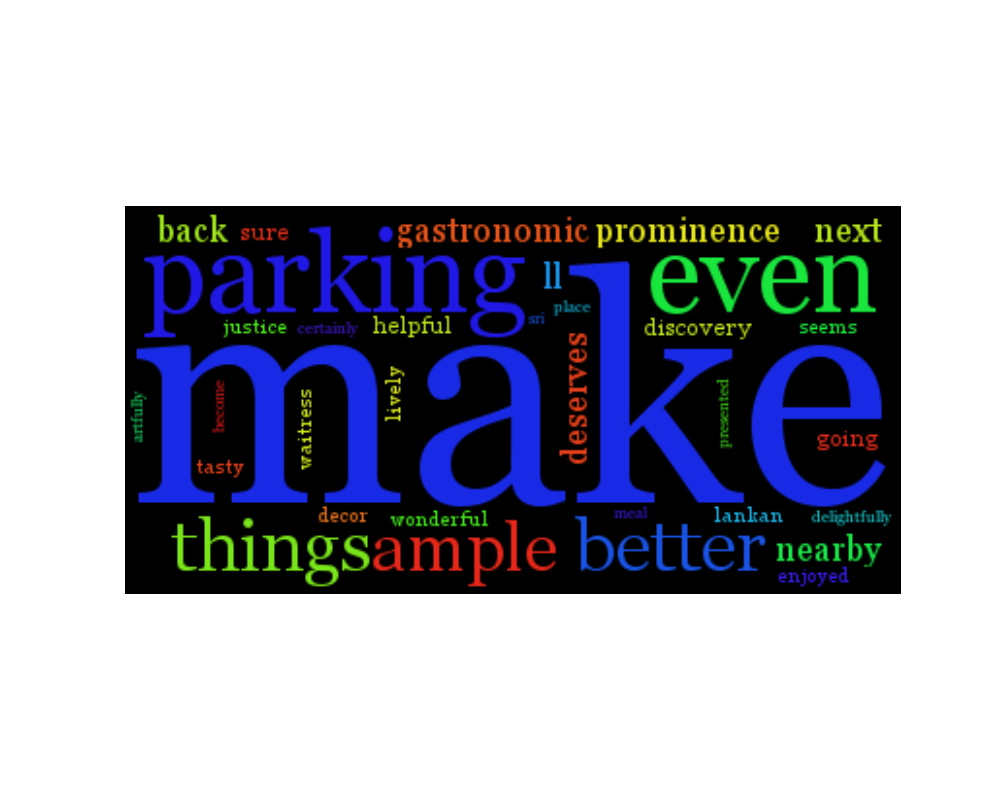 back sure gastronomic prominence next
parking ll even
sri place
justice certainly helpful discovery seems
make
artfully become waitress lively deserves presented going
tasty
decor wonderful meal lankan delightfully
things ample better nearby
enjoyed